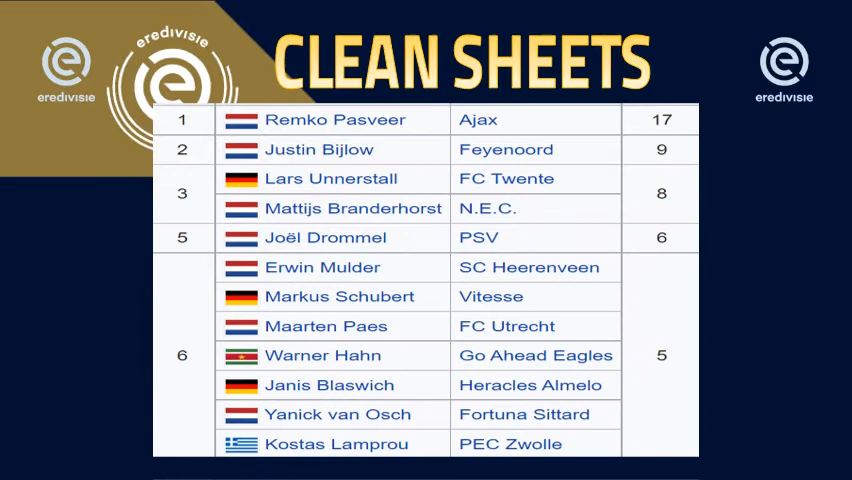 eredivisie
eredivisie
CLEAN SHEETS
eredivisie
1 Remko Pasveer Ajax 17
2 Justin Bijlow Feyenoord 9
3 Lars Unnerstall FC Twente 8
Mattijs Branderhorst N.E.C.
5 Joël Drommel PSV 6
6 Erwin Mulder SC Heerenveen 5
Markus Schubert Vitesse
Maarten Paes FC Utrecht
Warner Hahn Go Ahead Eagles
Janis Blaswich Heracles Almelo
Yanick van Osch Fortuna Sittard
Kostas Lamprou PEC Zwolle